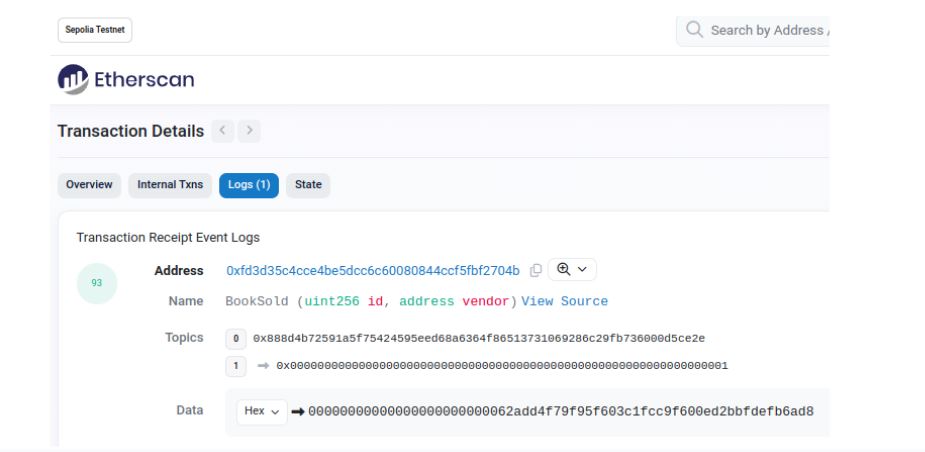 Sepolia Testnet
Search by Address /
Etherscan
Transaction Details < >
Overview Internal Txns Logs (1) State
Transaction Receipt Event Logs
93
Address 0xfd3d35c4cce4be5dcc6c60080844ccf5fbf2704b
Name BookSold (uint256 id, address vendor) View Source
Topics 0 0x888d4b72591a5f75424595eed68a6364f86513731069286c29fb736000d5ce2e
1 → 0x0000000000000000000000000000000000000000000000000000000000000001
Data Hex → 00000000000000000000000062add4f79f95f603c1fcc9f600ed2bbfdefb6ad8